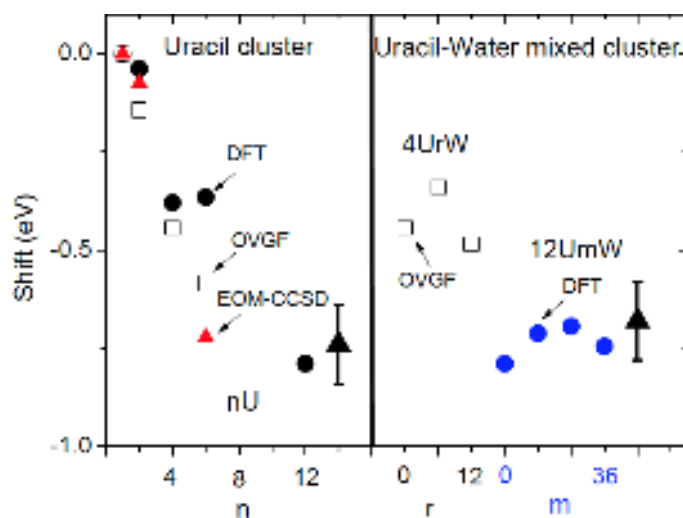 Uracil cluster
Uracil-Water mixed cluster
Shift (eV)
0.0
-0.5
-1.0
DFT
OVGF
EOM-CCSD
nU
4 8 12
n
4UrW
OVGF
12UmW
DFT
0 12 0 36
r m